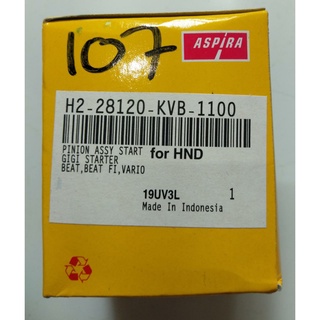 107
ASPIRA
H2-28120-KVB-1100
PINION ASSY START for HND
GIGI STARTER
BEAT,BEAT FI,VARIO
19UV3L 1
Made In Indonesia